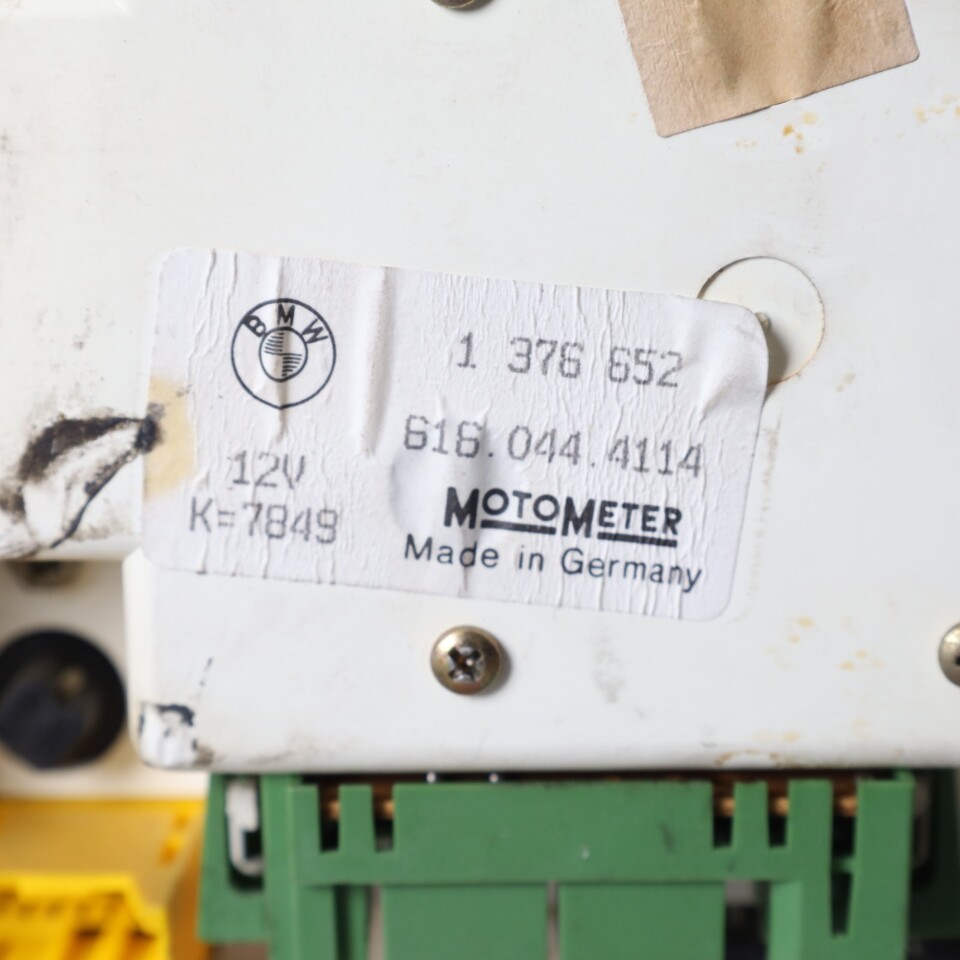 BMW
1 376 652
616.044.4114
12V
K=7849
MOTOMETER
Made in Germany